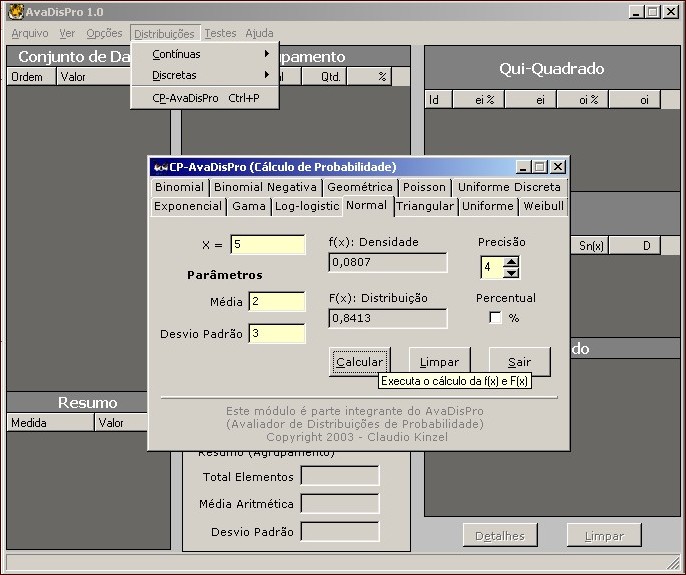 AvaDisPro 1.0
Arquivo Ver Opções Distribuições Testes Ajuda
Contínuas
Discretas
CP-AvaDisPro Ctrl+P
Conjunto de Da
upamento
Ordem Valor
Qtd. %
Qui-Quadrado
Id ei % ei oi % oi
CP-AvaDisPro (Cálculo de Probabilidade)
Binomial Binomial Negativa Geométrica Poisson Uniforme Discreta
Exponencial Gama Log-logistic Normal Triangular Uniforme Weibull
X = 5
f(x): Densidade
0,0807
Precisão
4
Parâmetros
Média 2
Desvio Padrão 3
F(x): Distribuição
0,8413
Percentual
%
Calcular Limpar Sair
Executa o cálculo da f(x) e F(x)
Este módulo é parte integrante do AvaDisPro
(Avaliador de Distribuições de Probabilidade)
Copyright 2003 - Claudio Kinzel
Sn(x) D
do
Resumo
Medida Valor
Resumo (Agrupamento)
Total Elementos
Média Aritmética
Desvio Padrão
Detalhes Limpar